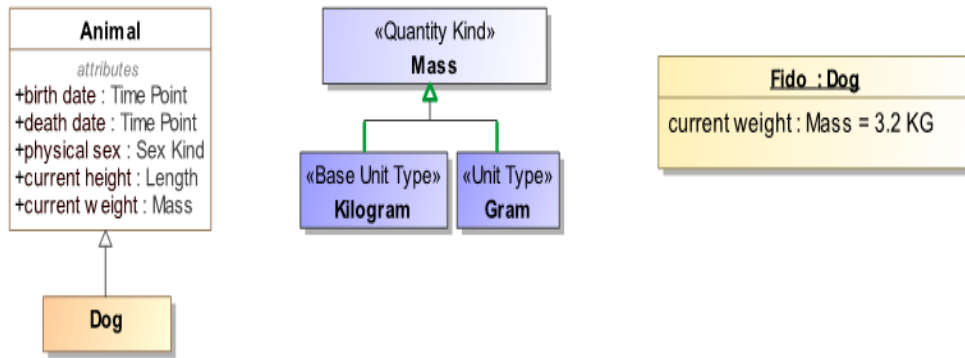 Animal
attributes
+birth date : Time Point
+death date : Time Point
+physical sex : Sex Kind
+current height : Length
+current weight : Mass
Dog
«Quantity Kind»
Mass
«Base Unit Type»
Kilogram
«Unit Type»
Gram
Fido : Dog
current weight : Mass = 3.2 KG